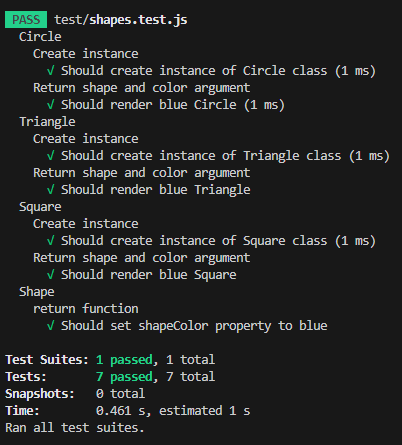 PASS test/shapes.test.js
Circle
Create instance
√ Should create instance of Circle class (1 ms)
Return shape and color argument
√ Should render blue Circle (1 ms)
Triangle
Create instance
√ Should create instance of Triangle class (1 ms)
Return shape and color argument
√ Should render blue Triangle
Square
Create instance
√ Should create instance of Square class (1 ms)
Return shape and color argument
√ Should render blue Square
Shape
return function
√ Should set shapeColor property to blue
Test Suites: 1 passed, 1 total
Tests: 7 passed, 7 total
Snapshots: 0 total
Time: 0.461 s, estimated 1 s
Ran all test suites.